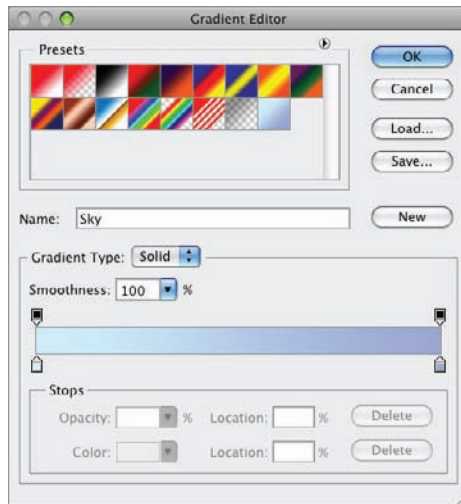 Gradient Editor
Presets
OK
Cancel
Load...
Save...
Name: Sky
New
Gradient Type: Solid
Smoothness: 100 %
Stops
Opacity: % Location: % Delete
Color: Location: % Delete